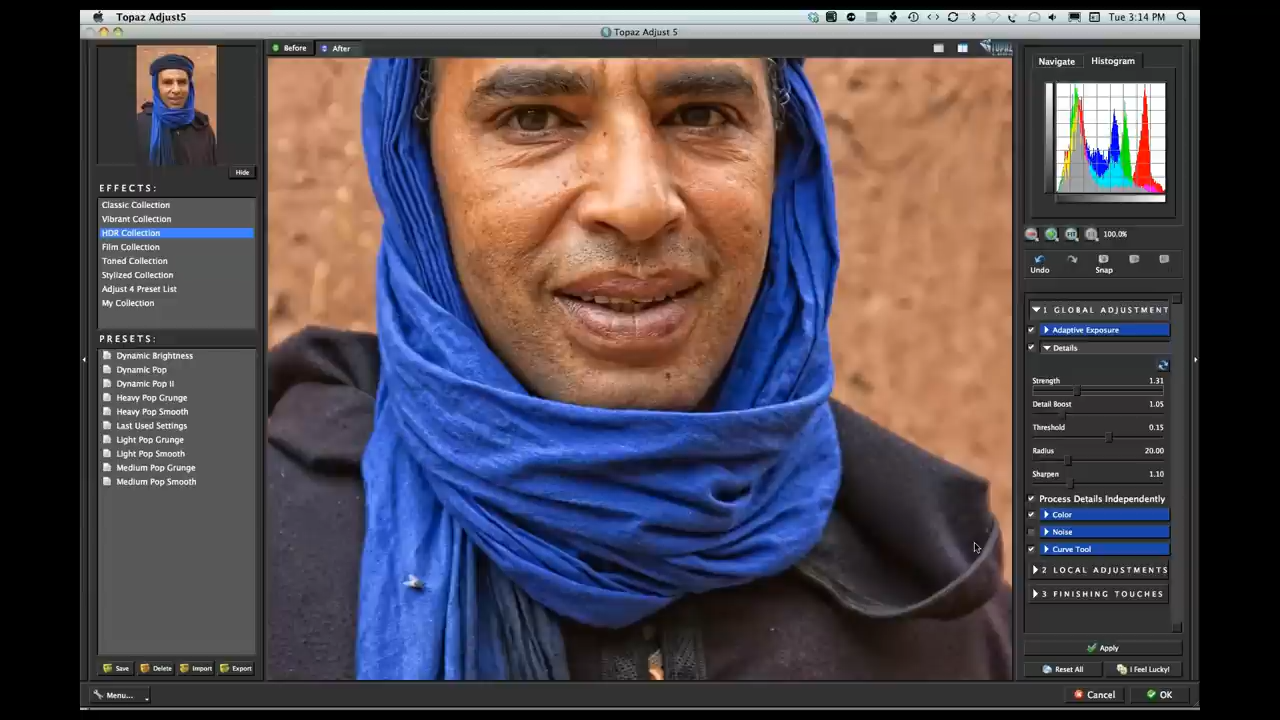 Topaz Adjust5
Tue 3:14 PM
Topaz Adjust 5
Before
After
TOPAZ
Navigate
Histogram
Hide
EFFECTS:
Classic Collection
Vibrant Collection
HDR Collection
Film Collection
Toned Collection
Stylized Collection
Adjust 4 Preset List
My Collection
PRESETS:
Dynamic Brightness
Dynamic Pop
Dynamic Pop II
Heavy Pop Grunge
Heavy Pop Smooth
Last Used Settings
Light Pop Grunge
Light Pop Smooth
Medium Pop Grunge
Medium Pop Smooth
Save
Delete
Import
Export
Menu...
100.0%
Undo
Snap
1 GLOBAL ADJUSTMENT
Adaptive Exposure
Details
Strength 1.31
Detail Boost 1.05
Threshold 0.15
Radius 20.00
Sharpen 1.10
Process Details Independently
Color
Noise
Curve Tool
2 LOCAL ADJUSTMENTS
3 FINISHING TOUCHES
Apply
Reset All
I Feel Lucky!
Cancel
OK